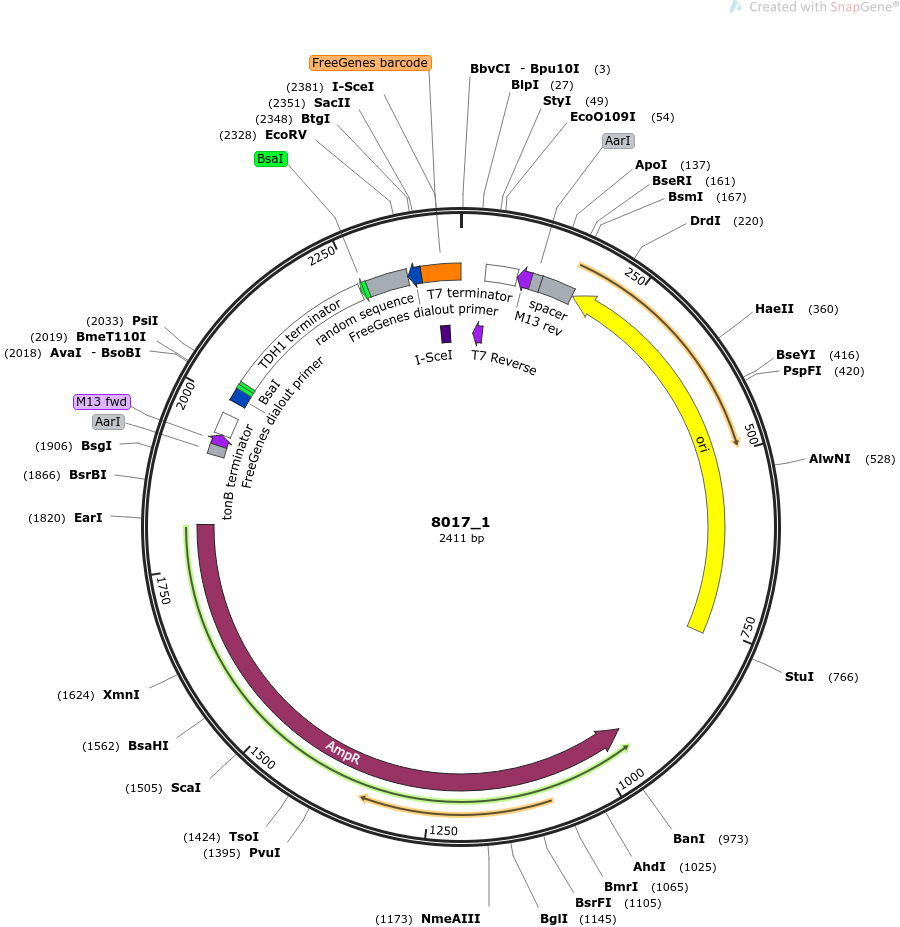 Created with SnapGene®
FreeGenes barcode
(2381) I-SceI
(2351) SacII
(2348) BtgI
(2328) EcoRV
BsaI
BbvCI - Bpu10I (3)
BlpI (27)
StyI (49)
EcoO109I (54)
AarI
ApoI (137)
BseRI (161)
BsmI (167)
DrdI (220)
HaeII (360)
BseYI (416)
PspFI (420)
AlwNI (528)
StuI (766)
BanI (973)
AhdI (1025)
BmrI (1065)
BsrFI (1105)
BglI (1145)
(1173) NmeAIII
(1395) PvuI
(1424) TsoI
(1505) ScaI
(1562) BsaHI
(1624) XmnI
(1820) EarI
(1866) BsrBI
(1906) BsgI
AarI
M13 fwd
(2018) AvaI - BsoBI
(2019) BmeT110I
(2033) PsiI
250
500
750
1000
1250
1500
1750
2000
2250
T7 terminator
spacer
M13 rev
ori
AmpR
tonB terminator
FreeGenes dialout primer
BsaI
TDH1 terminator
random sequence
FreeGenes dialout primer
I-SceI
T7 Reverse
8017_1
2411 bp